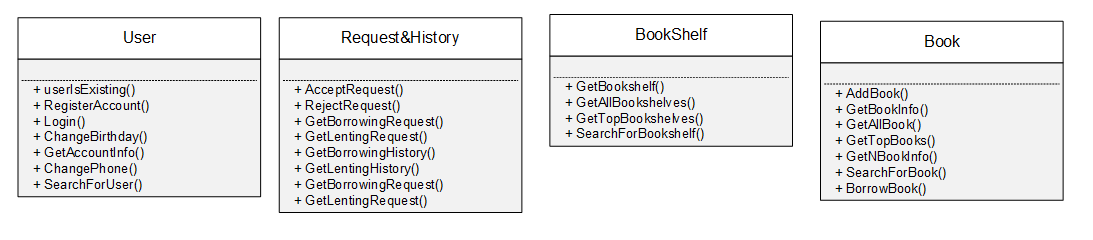 User
+ userIsExisting()
+ RegisterAccount()
+ Login()
+ ChangeBirthday()
+ GetAccountInfo()
+ ChangePhone()
+ SearchForUser()
Request&History
+ AcceptRequest()
+ RejectRequest()
+ GetBorrowingRequest()
+ GetLentingRequest()
+ GetBorrowingHistory()
+ GetLentingHistory()
+ GetBorrowingRequest()
+ GetLentingRequest()
BookShelf
+ GetBookshelf()
+ GetAllBookshelves()
+ GetTopBookshelves()
+ SearchForBookshelf()
Book
+ AddBook()
+ GetBookInfo()
+ GetAllBook()
+ GetTopBooks()
+ GetNBookInfo()
+ SearchForBook()
+ BorrowBook()